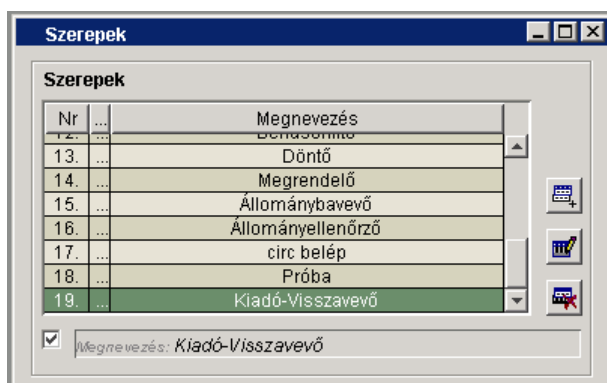 Szerepek
Szerepek
Nr ... Megnevezés
13. ... Döntő
14. ... Megrendelő
15. ... Állománybavevő
16. ... Állományellenőrző
17. ... circ belép
18. ... Próba
19. ... Kiadó-Visszavevő
Megnevezés: Kiadó-Visszavevő